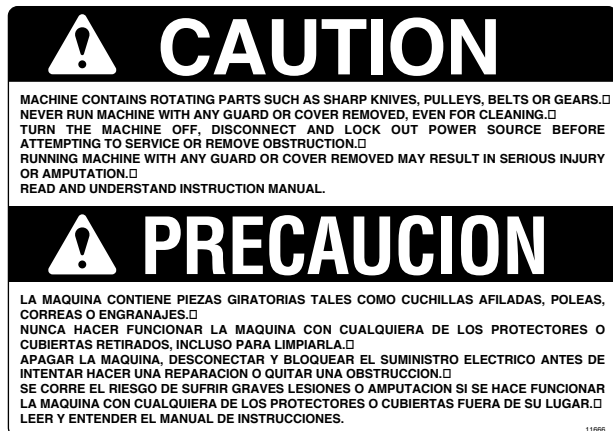 CAUTION
MACHINE CONTAINS ROTATING PARTS SUCH AS SHARP KNIVES, PULLEYS, BELTS OR GEARS.□
NEVER RUN MACHINE WITH ANY GUARD OR COVER REMOVED, EVEN FOR CLEANING.□
TURN THE MACHINE OFF, DISCONNECT AND LOCK OUT POWER SOURCE BEFORE
ATTEMPTING TO SERVICE OR REMOVE OBSTRUCTION.□
RUNNING MACHINE WITH ANY GUARD OR COVER REMOVED MAY RESULT IN SERIOUS INJURY
OR AMPUTATION.□
READ AND UNDERSTAND INSTRUCTION MANUAL.
PRECAUCION
LA MAQUINA CONTIENE PIEZAS GIRATORIAS TALES COMO CUCHILLAS AFILADAS, POLEAS,
CORREAS O ENGRANAJES.□
NUNCA HACER FUNCIONAR LA MAQUINA CON CUALQUIERA DE LOS PROTECTORES O
CUBIERTAS RETIRADOS, INCLUSO PARA LIMPIARLA.□
APAGAR LA MAQUINA, DESCONECTAR Y BLOQUEAR EL SUMINISTRO ELECTRICO ANTES DE
INTENTAR HACER UNA REPARACION O QUITAR UNA OBSTRUCCION.□
SE CORRE EL RIESGO DE SUFRIR GRAVES LESIONES O AMPUTACION SI SE HACE FUNCIONAR
LA MAQUINA CON CUALQUIERA DE LOS PROTECTORES O CUBIERTAS FUERA DE SU LUGAR.□
LEER Y ENTENDER EL MANUAL DE INSTRUCCIONES.
11666